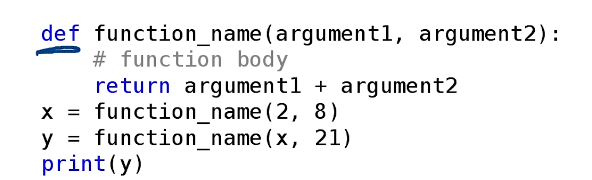 def function_name(argument1, argument2):
    # function body
    return argument1 + argument2
x = function_name(2, 8)
y = function_name(x, 21)
print(y)